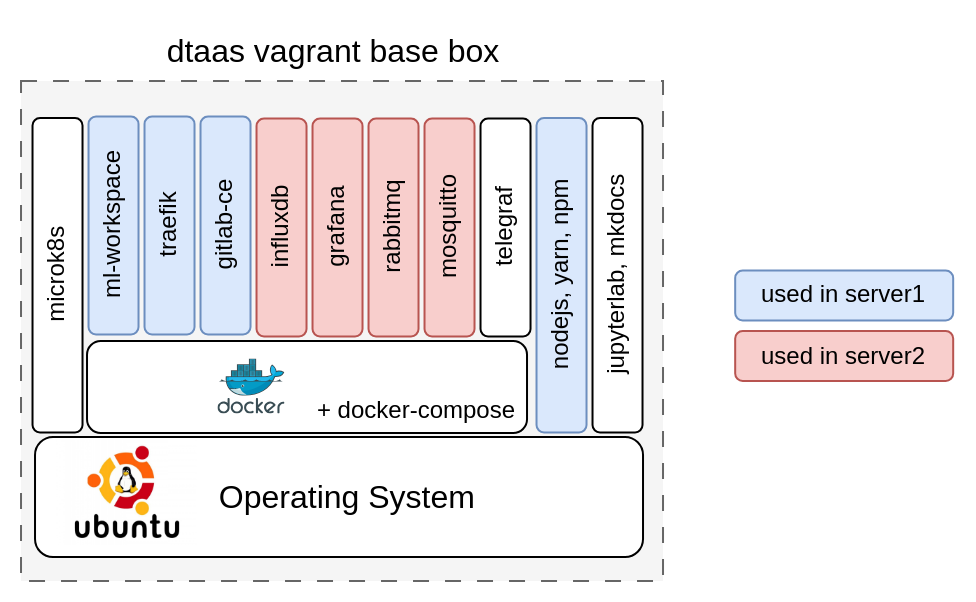 dtaas vagrant base box
microk8s
ml-workspace
traefik
gitlab-ce
influxdb
grafana
rabbitmq
mosquitto
telegraf
nodejs, yarn, npm
jupyterlab, mkdocs
used in server1
used in server2
docker
+ docker-compose
ubuntu
Operating System